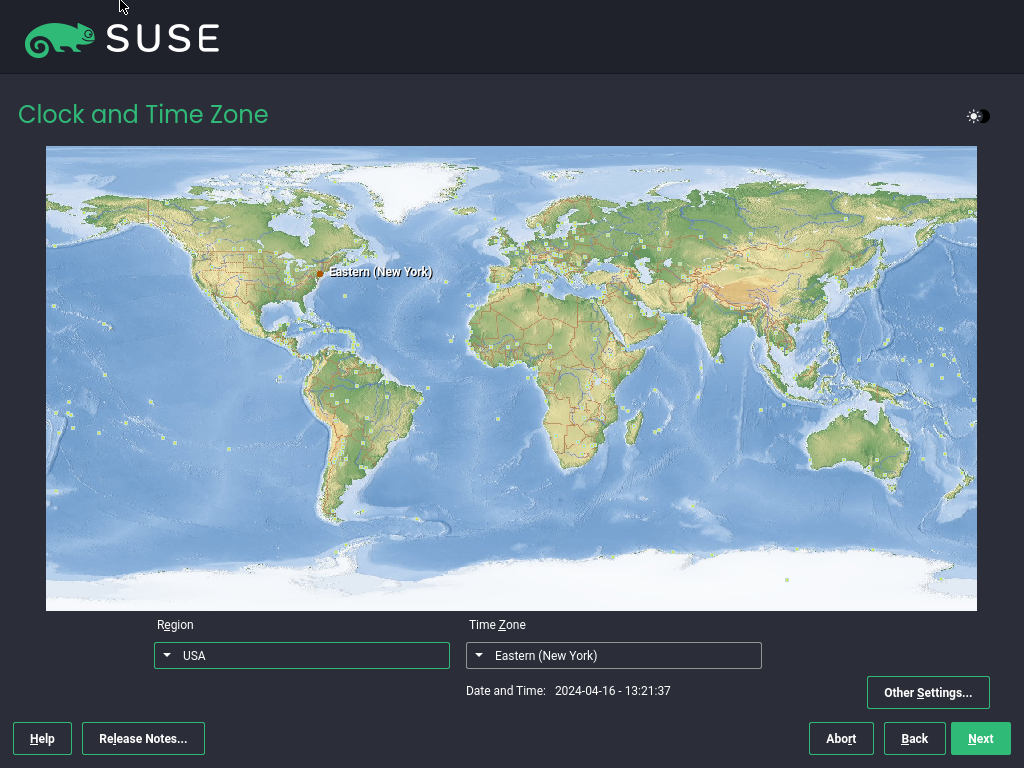 SUSE
Clock and Time Zone
Eastern (New York)
Region
Time Zone
USA
Eastern (New York)
Date and Time: 2024-04-16 - 13:21:37
Other Settings...
Help
Release Notes...
Abort
Back
Next